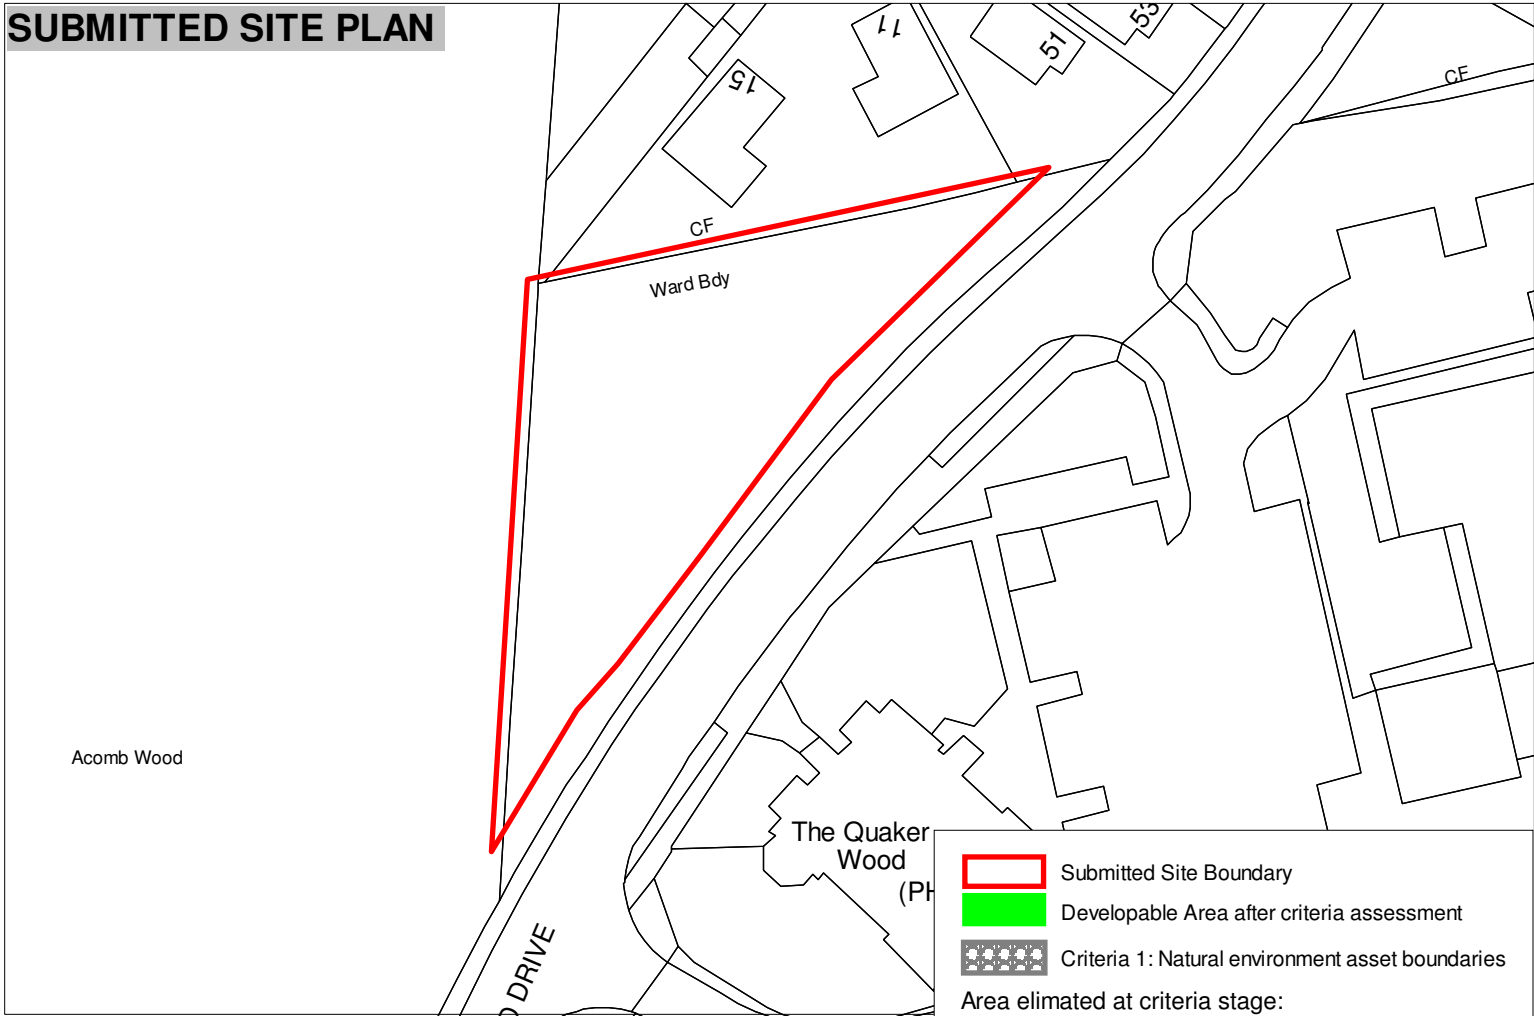 SUBMITTED SITE PLAN
11
51
53
15
CF
CF
Ward Bdy
Acomb Wood
The Quaker
Wood
(PH
DRIVE
Submitted Site Boundary
Developable Area after criteria assessment
Criteria 1: Natural environment asset boundaries
Area elimated at criteria stage: